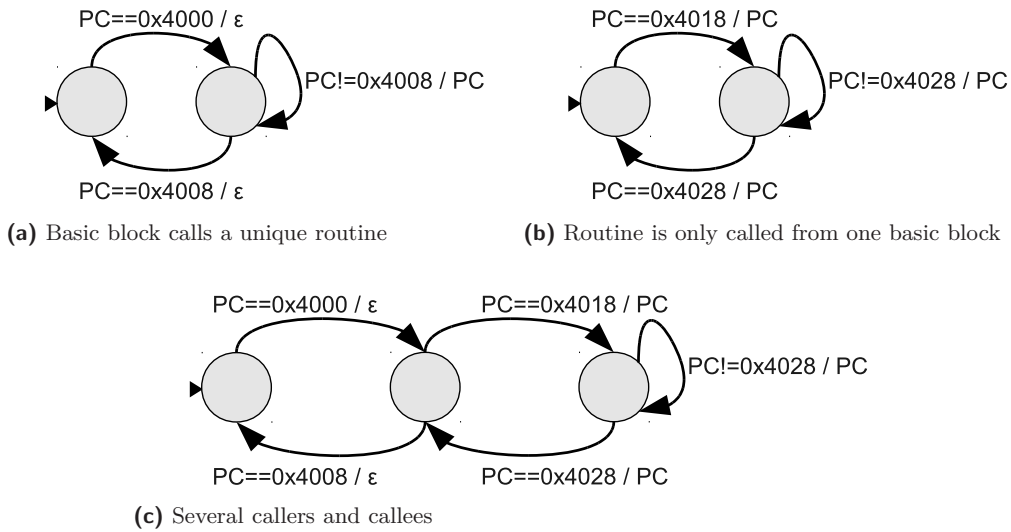 PC==0x4000 / ε
PC!=0x4008 / PC
PC==0x4008 / ε
(a) Basic block calls a unique routine
PC==0x4018 / PC
PC!=0x4028 / PC
PC==0x4028 / PC
(b) Routine is only called from one basic block
PC==0x4000 / ε
PC==0x4018 / PC
PC!=0x4028 / PC
PC==0x4008 / ε
PC==0x4028 / PC
(c) Several callers and callees